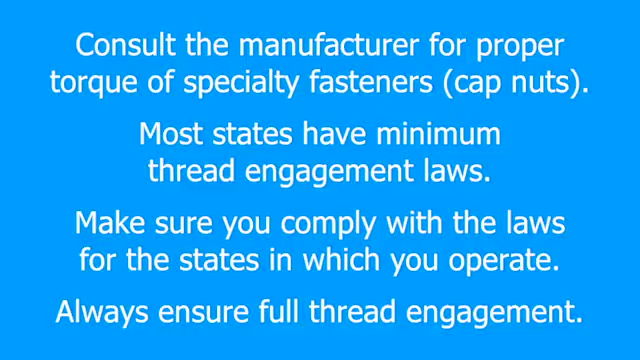 Consult the manufacturer for proper
torque of specialty fasteners (cap nuts).
Most states have minimum
thread engagement laws.
Make sure you comply with the laws
for the states in which you operate.
Always ensure full thread engagement.